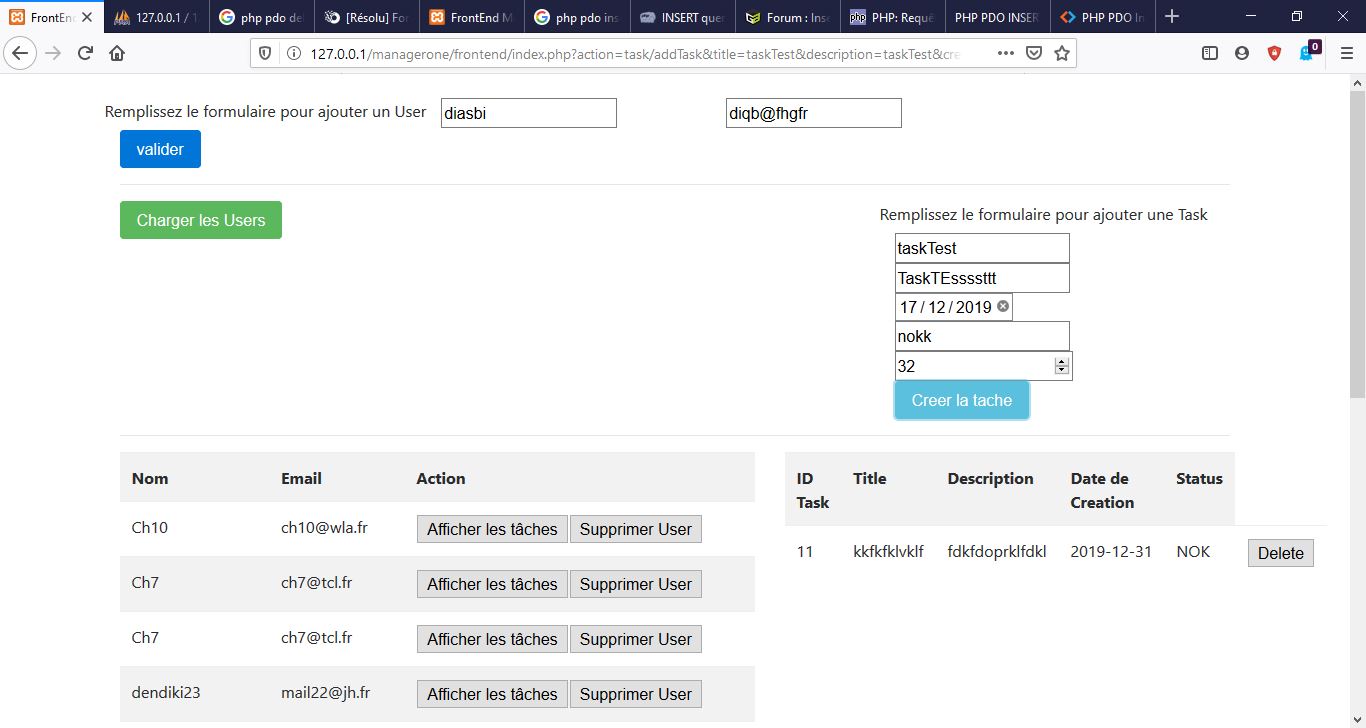 FrontEn
127.0.0.1 / 1
php pdo de
[Résolu] For
FrontEnd M
php pdo ins
INSERT quer
Forum : Inse
php PHP: Requê
PHP PDO INSER
PHP PDO In
127.0.0.1/managerone/frontend/index.php?action=task/addTask&title=taskTest&description=taskTest&cre
0
Remplissez le formulaire pour ajouter un User diasbi diqb@fhgfr
valider
Charger les Users
Remplissez le formulaire pour ajouter une Task
taskTest
TaskTEssssttt
17 / 12 / 2019
nokk
32
Creer la tache
Nom Email Action
Ch10 ch10@wla.fr Afficher les tâches Supprimer User
Ch7 ch7@tcl.fr Afficher les tâches Supprimer User
Ch7 ch7@tcl.fr Afficher les tâches Supprimer User
dendiki23 mail22@jh.fr Afficher les tâches Supprimer User
ID Task Title Description Date de Creation Status
11 kkfkfklvklf fdkfdoprklfdkl 2019-12-31 NOK Delete